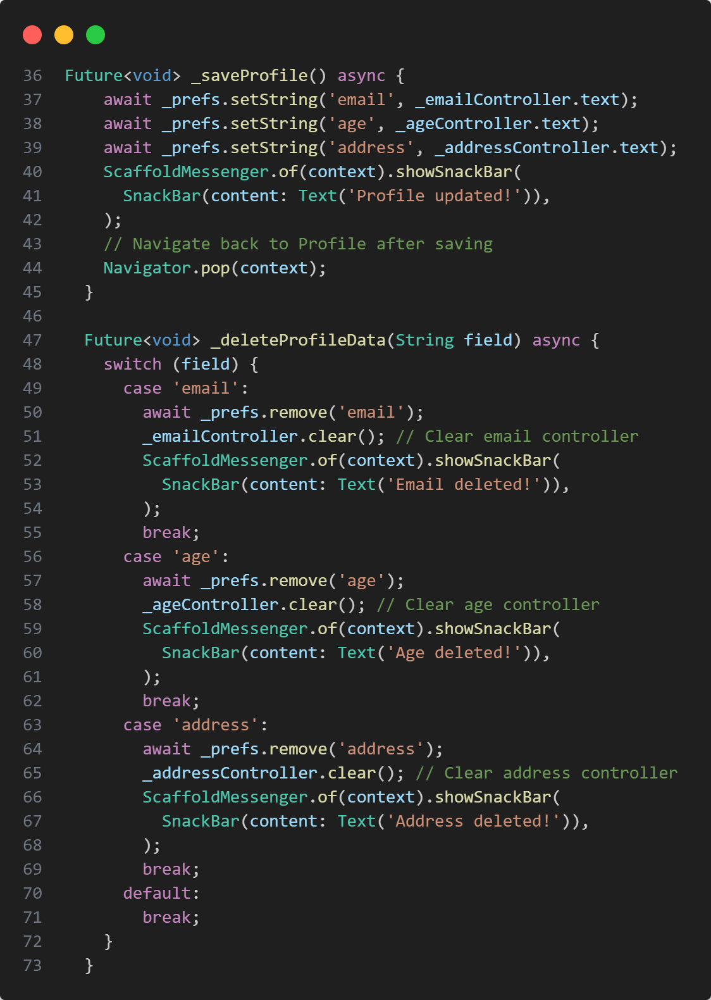 36 Future<void> _saveProfile() async {
37     await _prefs.setString('email', _emailController.text);
38     await _prefs.setString('age', _ageController.text);
39     await _prefs.setString('address', _addressController.text);
40     ScaffoldMessenger.of(context).showSnackBar(
41       SnackBar(content: Text('Profile updated!')),
42     );
43     // Navigate back to Profile after saving
44     Navigator.pop(context);
45   }
46
47   Future<void> _deleteProfileData(String field) async {
48     switch (field) {
49       case 'email':
50         await _prefs.remove('email');
51         _emailController.clear(); // Clear email controller
52         ScaffoldMessenger.of(context).showSnackBar(
53           SnackBar(content: Text('Email deleted!')),
54         );
55         break;
56       case 'age':
57         await _prefs.remove('age');
58         _ageController.clear(); // Clear age controller
59         ScaffoldMessenger.of(context).showSnackBar(
60           SnackBar(content: Text('Age deleted!')),
61         );
62         break;
63       case 'address':
64         await _prefs.remove('address');
65         _addressController.clear(); // Clear address controller
66         ScaffoldMessenger.of(context).showSnackBar(
67           SnackBar(content: Text('Address deleted!')),
68         );
69         break;
70       default:
71         break;
72     }
73   }